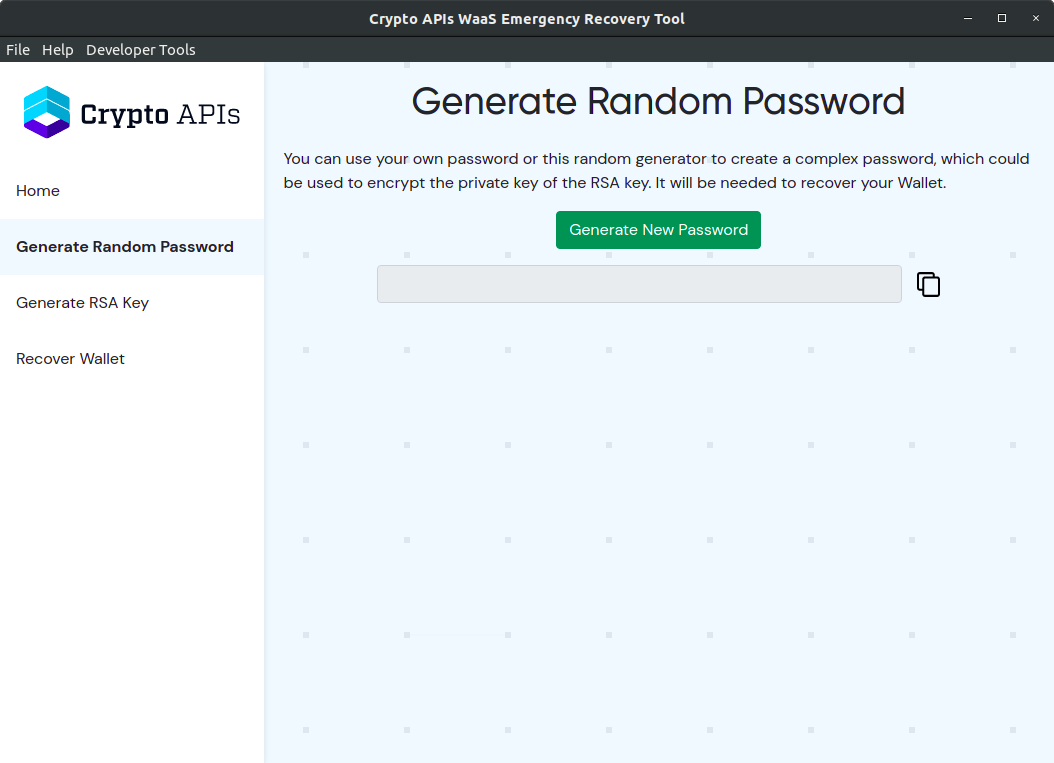 Crypto APIs WaaS Emergency Recovery Tool
File Help Developer Tools
Crypto APIs
Home
Generate Random Password
Generate RSA Key
Recover Wallet
Generate Random Password
You can use your own password or this random generator to create a complex password, which could
be used to encrypt the private key of the RSA key. It will be needed to recover your Wallet.
Generate New Password